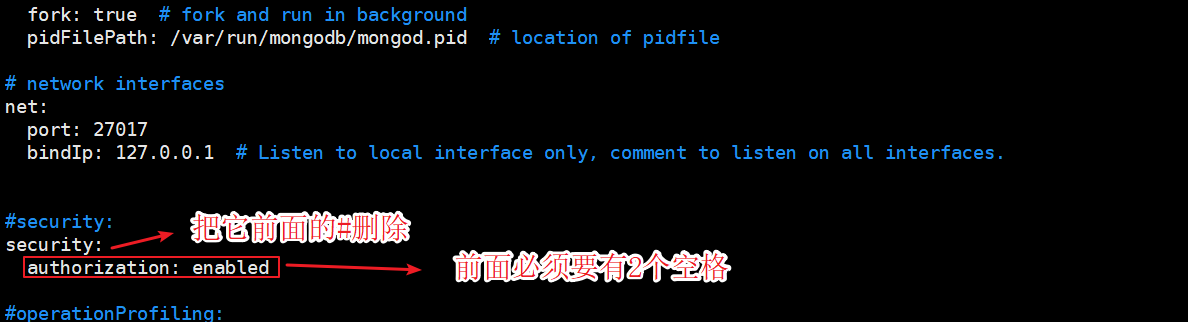 fork: true  # fork and run in background
pidFilePath: /var/run/mongodb/mongod.pid  # location of pidfile
# network interfaces
net:
port: 27017
bindIp: 127.0.0.1  # Listen to local interface only, comment to listen on all interfaces.
#security:
把它前面的#删除
security:
authorization: enabled
前面必须要有2个空格
#operationProfiling: